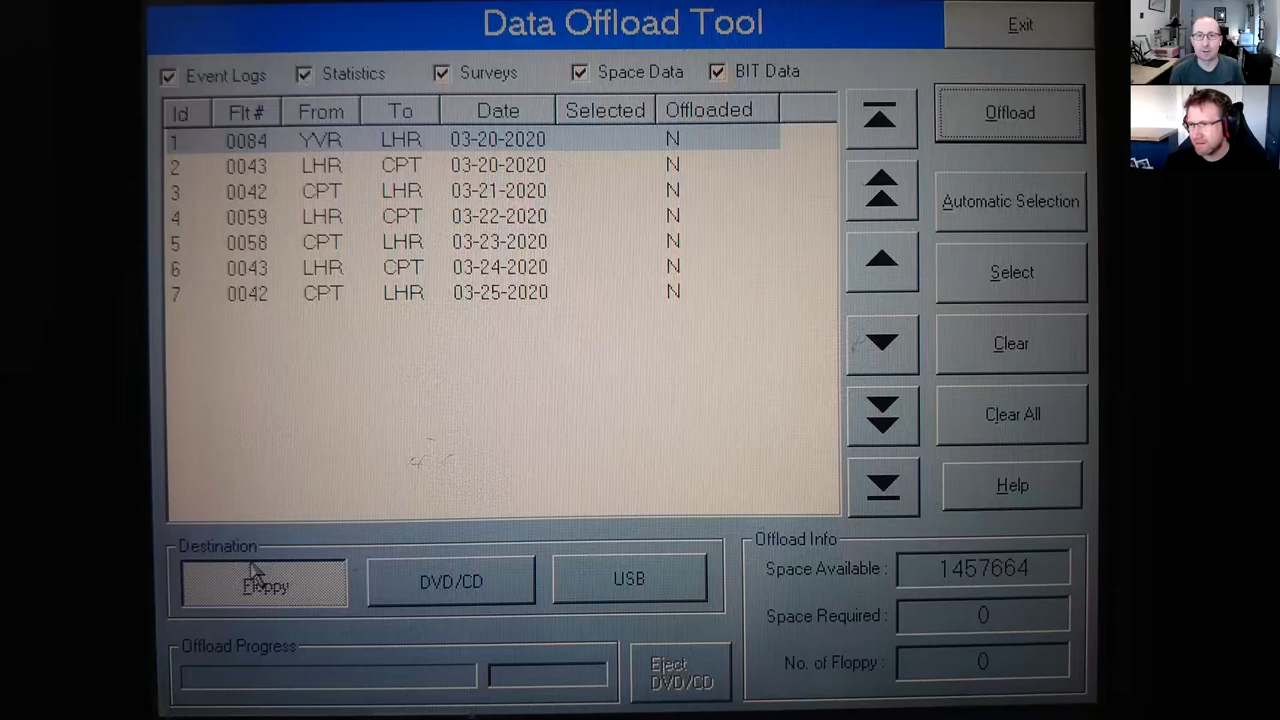 Data Offload Tool
Exit
Event Logs Statistics Surveys Space Data BIT Data
Id Flt # From To Date Selected Offloaded
1 0084 YVR LHR 03-20-2020 N
2 0043 LHR CPT 03-20-2020 N
3 0042 CPT LHR 03-21-2020 N
4 0059 LHR CPT 03-22-2020 N
5 0058 CPT LHR 03-23-2020 N
6 0043 LHR CPT 03-24-2020 N
7 0042 CPT LHR 03-25-2020 N
Offload
Automatic Selection
Select
Clear
Clear All
Help
Destination
Floppy DVD/CD USB
Offload Progress
Eject
DVD/CD
Offload Info
Space Available : 1457664
Space Required : 0
No. of Floppy : 0